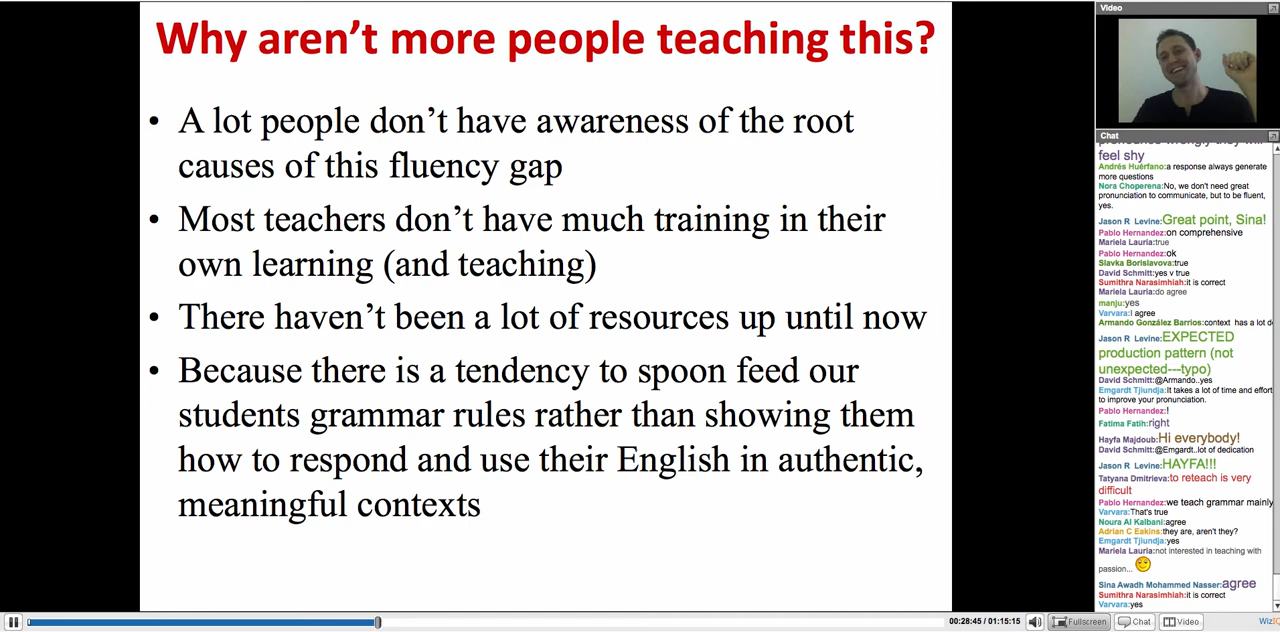 Why aren't more people teaching this?
• A lot people don't have awareness of the root
causes of this fluency gap
• Most teachers don't have much training in their
own learning (and teaching)
• There haven't been a lot of resources up until now
• Because there is a tendency to spoon feed our
students grammar rules rather than showing them
how to respond and use their English in authentic,
meaningful contexts
Video
Chat
feel shy
Andrés Huérfano:a response always generate
more questions
Nora Choperena:No, we don't need great
pronunciation to communicate, but to be fluent,
yes.
Jason R Levine:Great point, Sina!
Pablo Hernandez:on comprehensive
Mariela Lauria:true
Pablo Hernandez:ok
Slavka Borislavova:true
David Schmitt:yes v true
Sumithra Narasimhiah:it is correct
Mariela Lauria:do agree
manju:yes
Varvara:I agree
Armando González Barrios:context has a lot d
Jason R Levine:EXPECTED
production pattern (not
unexpected---typo)
David Schmitt:@Armando..yes
Emgardt Tjiundja:It takes a lot of time and effort
to improve your pronunciation.
Pablo Hernandez:!
Fatima Fatih:right
Hayfa Majdoub:Hi everybody!
David Schmitt:@Emgardt..lot of dedication
Jason R Levine:HAYFA!!!
Tatyana Dmitrieva:to reteach is very
difficult
Pablo Hernandez:we teach grammar mainly
Varvara:That's true
Noura Al Kalbani:agree
Adrian C Eakins:they are, aren't they?
Emgardt Tjiundja:yes
Mariela Lauria:not interested in teaching with
passion...
Sina Awadh Mohammed Nasser:agree
Sumithra Narasimhiah:it is correct
Varvara:yes
00:28:45 / 01:15:15 Fullscreen Chat Video WizIQ